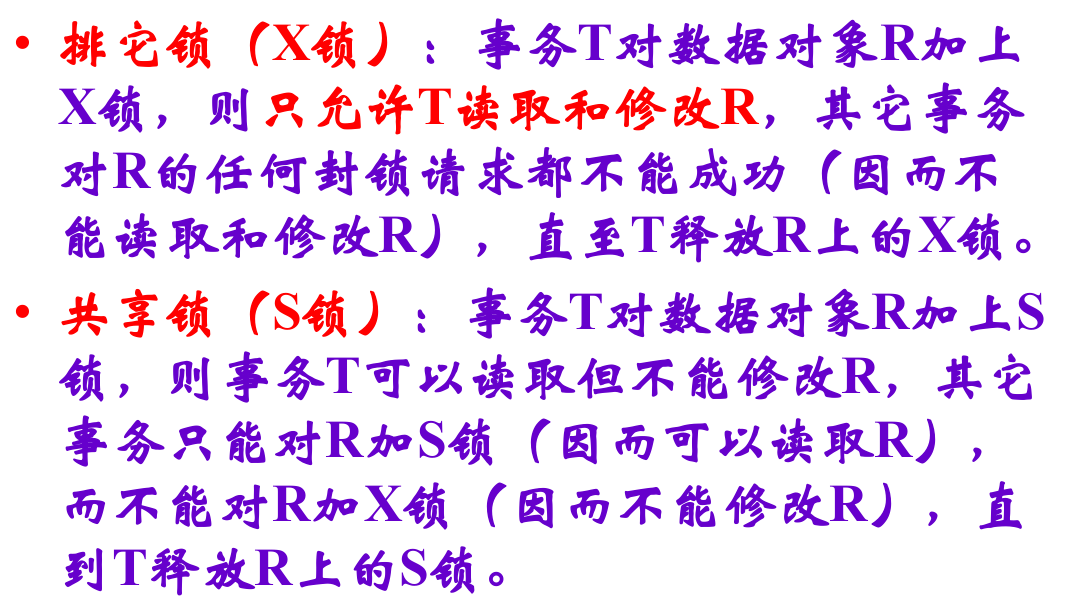 • 排它锁（X锁）：事务T对数据对象R加上
X锁，则只允许T读取和修改R，其它事务
对R的任何封锁请求都不能成功（因而不
能读取和修改R），直至T释放R上的X锁。
• 共享锁（S锁）：事务T对数据对象R加上S
锁，则事务T可以读取但不能修改R，其它
事务只能对R加S锁（因而可以读取R），
而不能对R加X锁（因而不能修改R），直
到T释放R上的S锁。